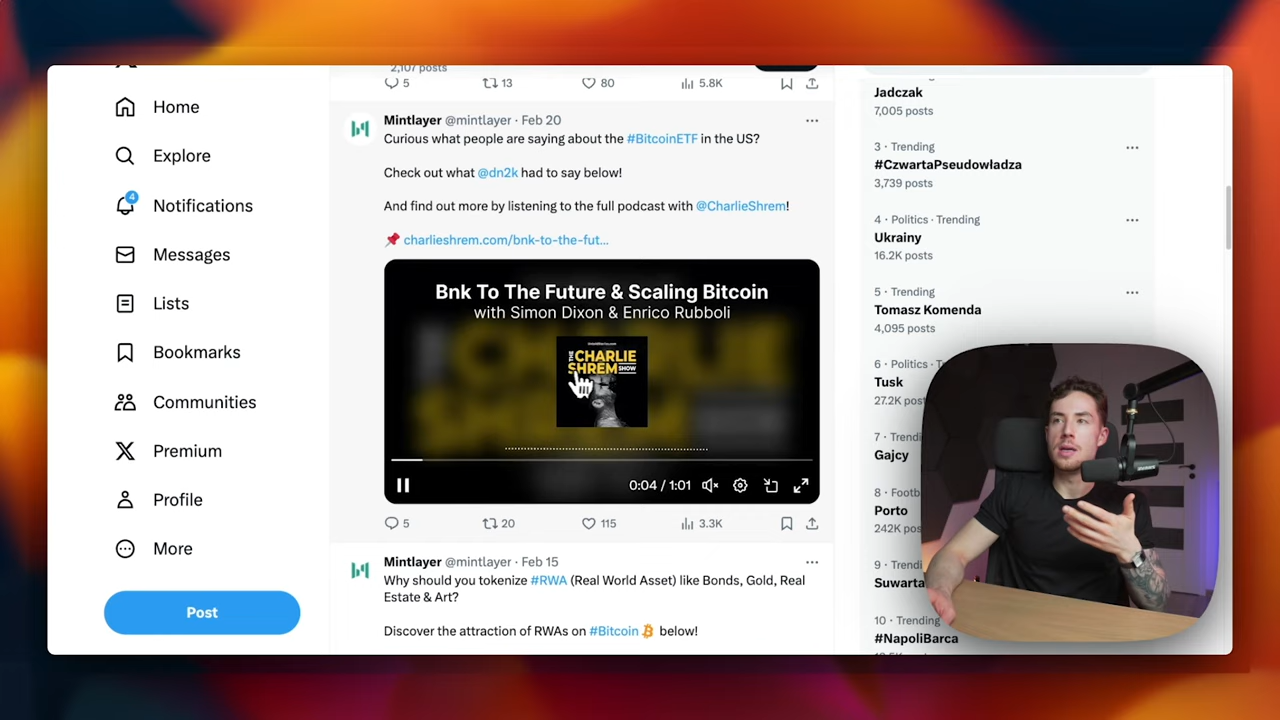 Home
Explore
4
Notifications
Messages
Lists
Bookmarks
Communities
Premium
Profile
More
Post
2,107 posts
5 13 80 5.8K
Mintlayer @mintlayer · Feb 20
Curious what people are saying about the #BitcoinETF in the US?
Check out what @dn2k had to say below!
And find out more by listening to the full podcast with @CharlieShrem!
📌 charlieshrem.com/bnk-to-the-fut...
Bnk To The Future & Scaling Bitcoin
with Simon Dixon & Enrico Rubboli
THE CHARLIE
SHREM SHOW
0:04 / 1:01
5 20 115 3.3K
Mintlayer @mintlayer · Feb 15
Why should you tokenize #RWA (Real World Asset) like Bonds, Gold, Real
Estate & Art?
Discover the attraction of RWAs on #Bitcoin below!
Jadczak
7,005 posts
3 · Trending
#CzwartaPseudowładza
3,739 posts
4 · Politics · Trending
Ukrainy
16.2K posts
5 · Trending
Tomasz Komenda
4,095 posts
6 · Politics · T
Tusk
27.2K post
7 · Trendi
Gajcy
8 · Footb
Porto
242K pos
9 · Trendi
Suwarta
10 · Trending
#NapoliBarca